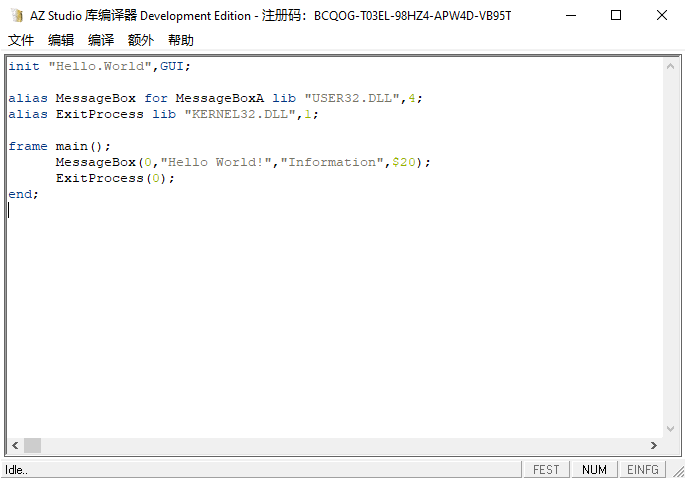 AZ Studio 库编译器 Development Edition - 注册码: BCQOG-T03EL-98HZ4-APW4D-VB95T
文件 编辑 编译 额外 帮助
init "Hello.World",GUI;
alias MessageBox for MessageBoxA lib "USER32.DLL",4;
alias ExitProcess lib "KERNEL32.DLL",1;
frame main();
MessageBox(0,"Hello World!","Information",$20);
ExitProcess(0);
end;
Idle.. FEST NUM EINFG